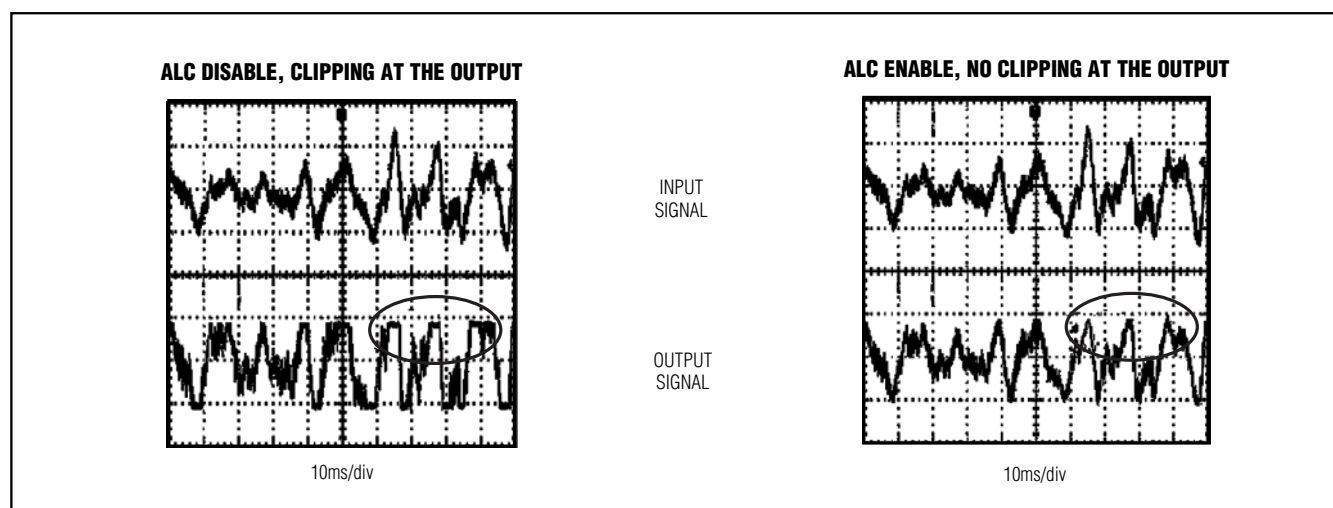 ALC DISABLE, CLIPPING AT THE OUTPUT
ALC ENABLE, NO CLIPPING AT THE OUTPUT
INPUT
SIGNAL
OUTPUT
SIGNAL
10ms/div
10ms/div